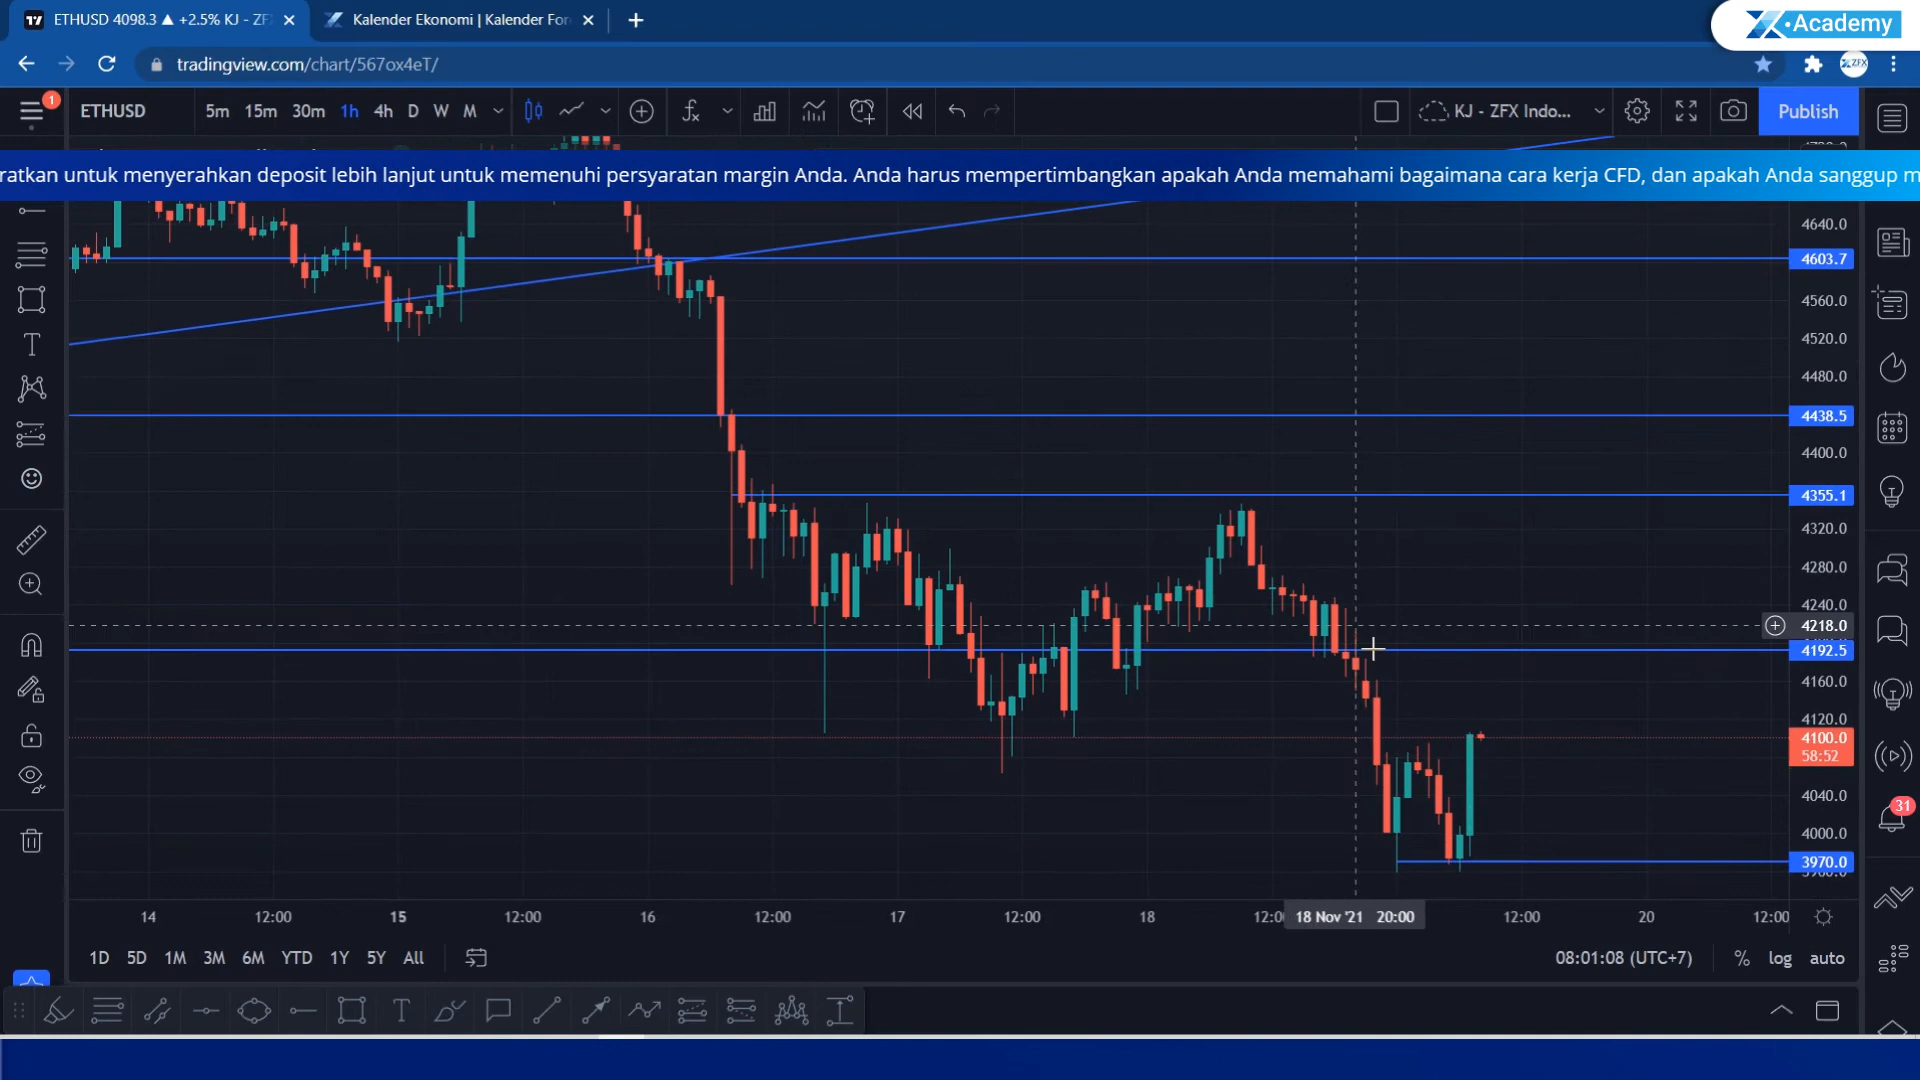 ETHUSD 4098.3 ▲ +2.5% KJ - ZF
Kalender Ekonomi | Kalender For
Academy
tradingview.com/chart/567ox4eT/
ZFX
1
ETHUSD
5m 15m 30m 1h 4h D W M
KJ - ZFX Indo...
Publish
ratkan untuk menyerahkan deposit lebih lanjut untuk memenuhi persyaratan margin Anda. Anda harus mempertimbangkan apakah Anda memahami bagaimana cara kerja CFD, dan apakah Anda sanggup m
4640.0
4603.7
4560.0
4520.0
4480.0
4438.5
4400.0
4355.1
4320.0
4280.0
4240.0
4218.0
4192.5
4160.0
4120.0
4100.0
58:52
4040.0
31
4000.0
3970.0
14 12:00 15 12:00 16 12:00 17 12:00 18 12:0 18 Nov '21 20:00 12:00 20 12:00
1D 5D 1M 3M 6M YTD 1Y 5Y All
08:01:08 (UTC+7) % log auto